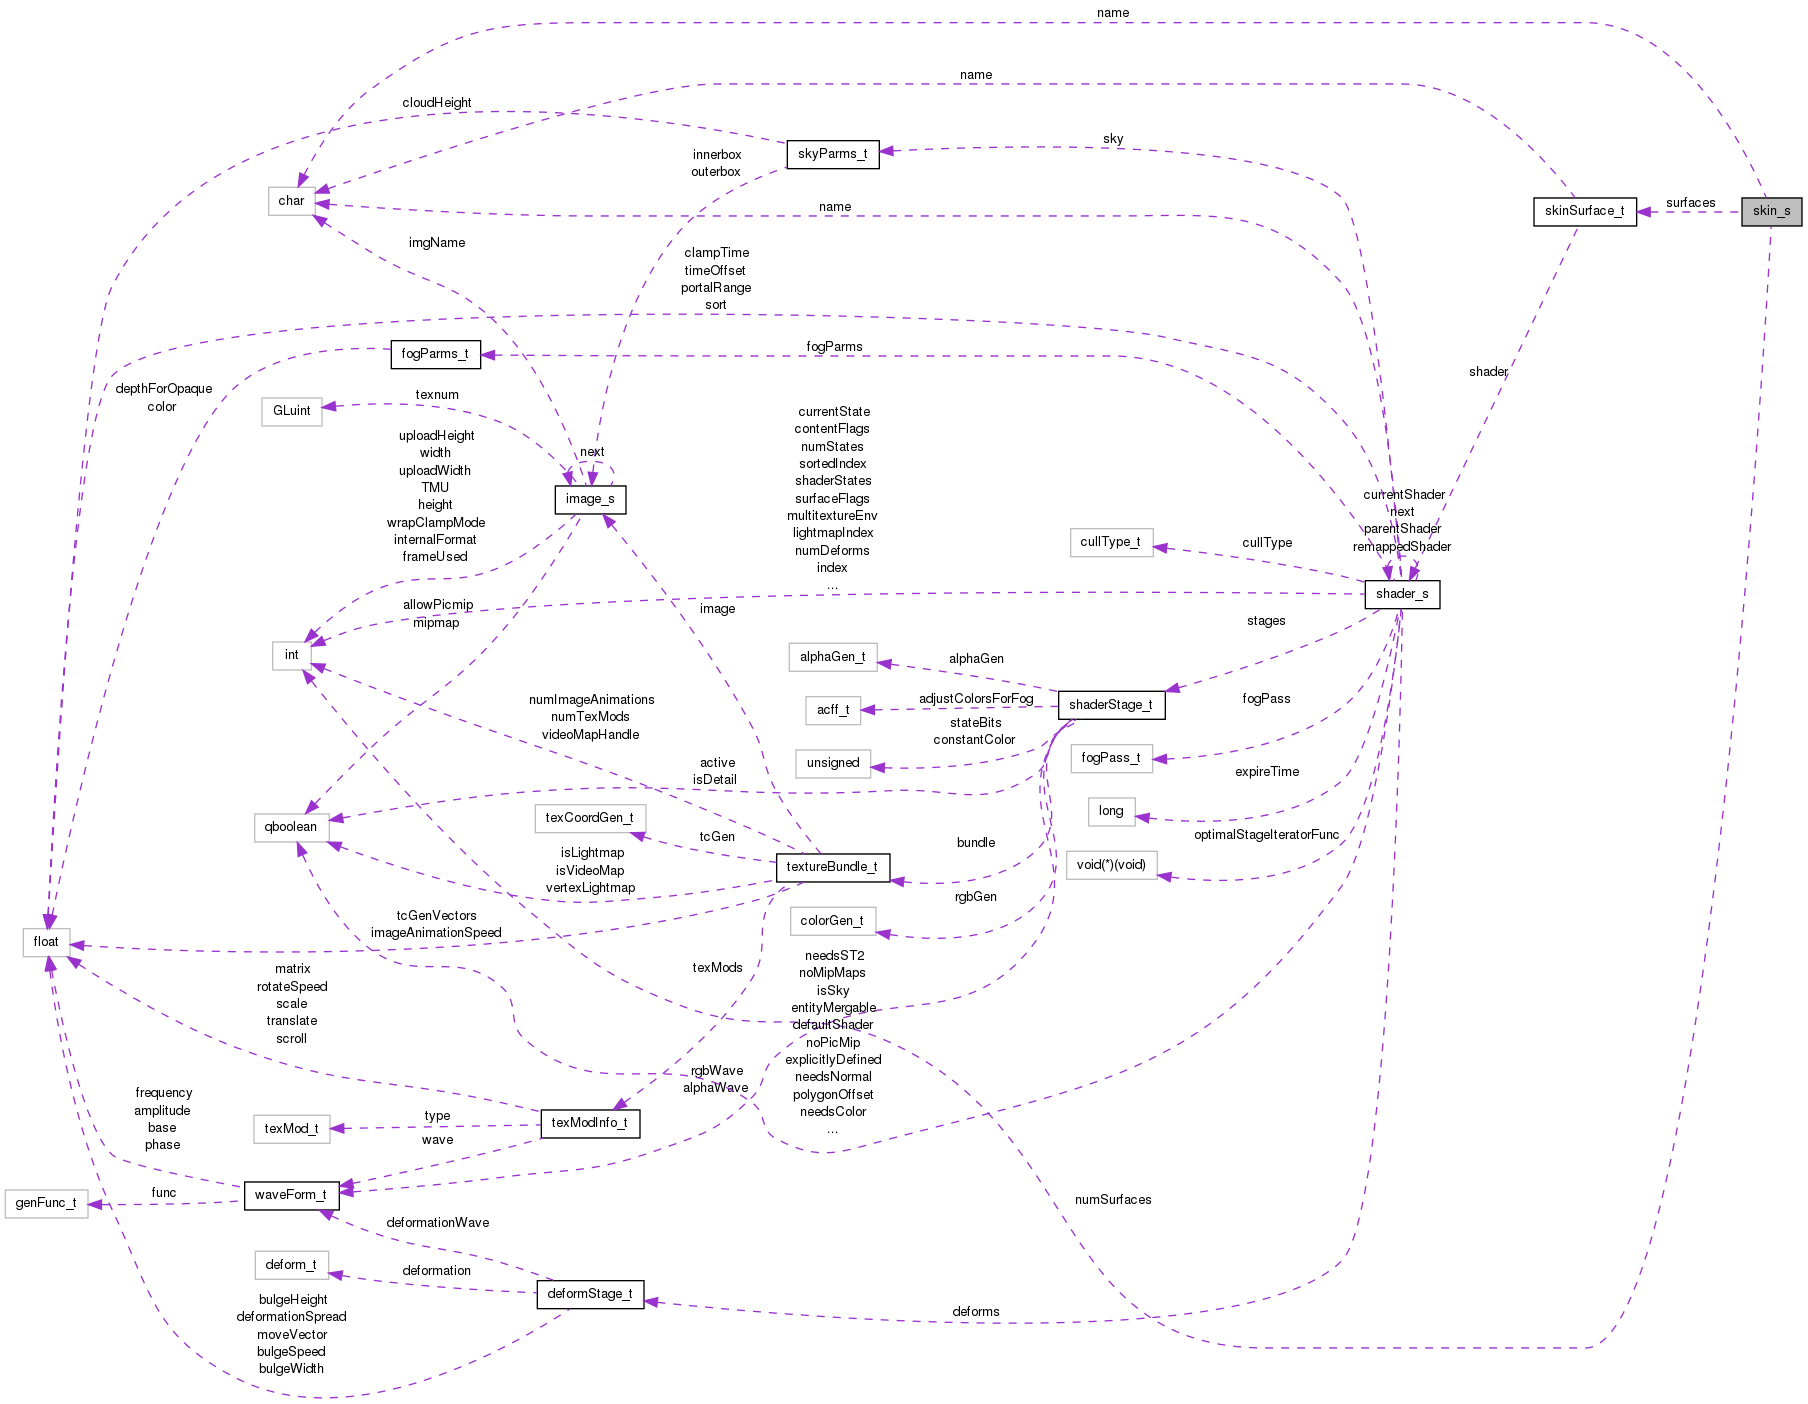 name
name
cloudHeight
sky
skyParms_t
innerbox
outerbox
char
name
skinSurface_t
surfaces
skin_s
imgName
clampTime
timeOffset
portalRange
sort
fogParms_t
fogParms
shader
depthForOpaque
color
GLuint
texnum
uploadHeight
width
uploadWidth
TMU
height
wrapClampMode
internalFormat
frameUsed
next
image_s
currentState
contentFlags
numStates
sortedIndex
shaderStates
surfaceFlags
multitextureEnv
lightmapIndex
numDeforms
index
...
currentShader
next
parentShader
remappedShader
cullType_t
cullType
shader_s
allowPicmip
mipmap
image
stages
int
alphaGen_t
alphaGen
acff_t
adjustColorsForFog
shaderStage_t
fogPass
numImageAnimations
numTexMods
videoMapHandle
stateBits
constantColor
unsigned
fogPass_t
active
isDetail
expireTime
long
qboolean
texCoordGen_t
tcGen
optimalStageIteratorFunc
bundle
isLightmap
isVideoMap
vertexLightmap
textureBundle_t
void(*)(void)
rgbGen
colorGen_t
tcGenVectors
imageAnimationSpeed
float
matrix
rotateSpeed
scale
translate
scroll
texMods
needsST2
noMipMaps
isSky
entityMergable
defaultShader
noPicMip
explicitlyDefined
needsNormal
polygonOffset
needsColor
...
rgbWave
alphaWave
frequency
amplitude
base
phase
texMod_t
type
texModInfo_t
wave
genFunc_t
func
waveForm_t
numSurfaces
deformationWave
deform_t
deformation
deformStage_t
deforms
bulgeHeight
deformationSpread
moveVector
bulgeSpeed
bulgeWidth